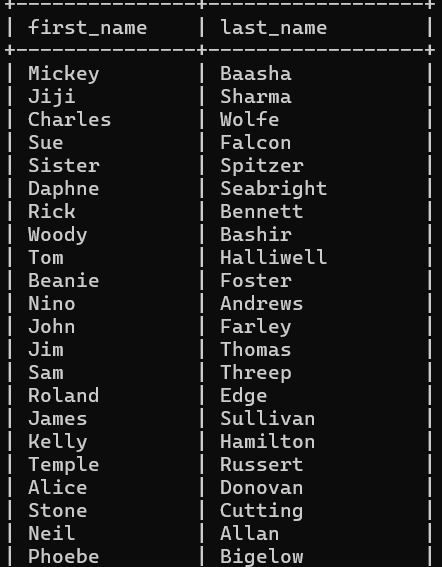 +---------------+------------------+
| first_name | last_name |
+---------------+------------------+
| Mickey | Baasha |
| Jiji | Sharma |
| Charles | Wolfe |
| Sue | Falcon |
| Sister | Spitzer |
| Daphne | Seabright |
| Rick | Bennett |
| Woody | Bashir |
| Tom | Halliwell |
| Beanie | Foster |
| Nino | Andrews |
| John | Farley |
| Jim | Thomas |
| Sam | Threep |
| Roland | Edge |
| James | Sullivan |
| Kelly | Hamilton |
| Temple | Russert |
| Alice | Donovan |
| Stone | Cutting |
| Neil | Allan |
| Phoebe | Bigelow |